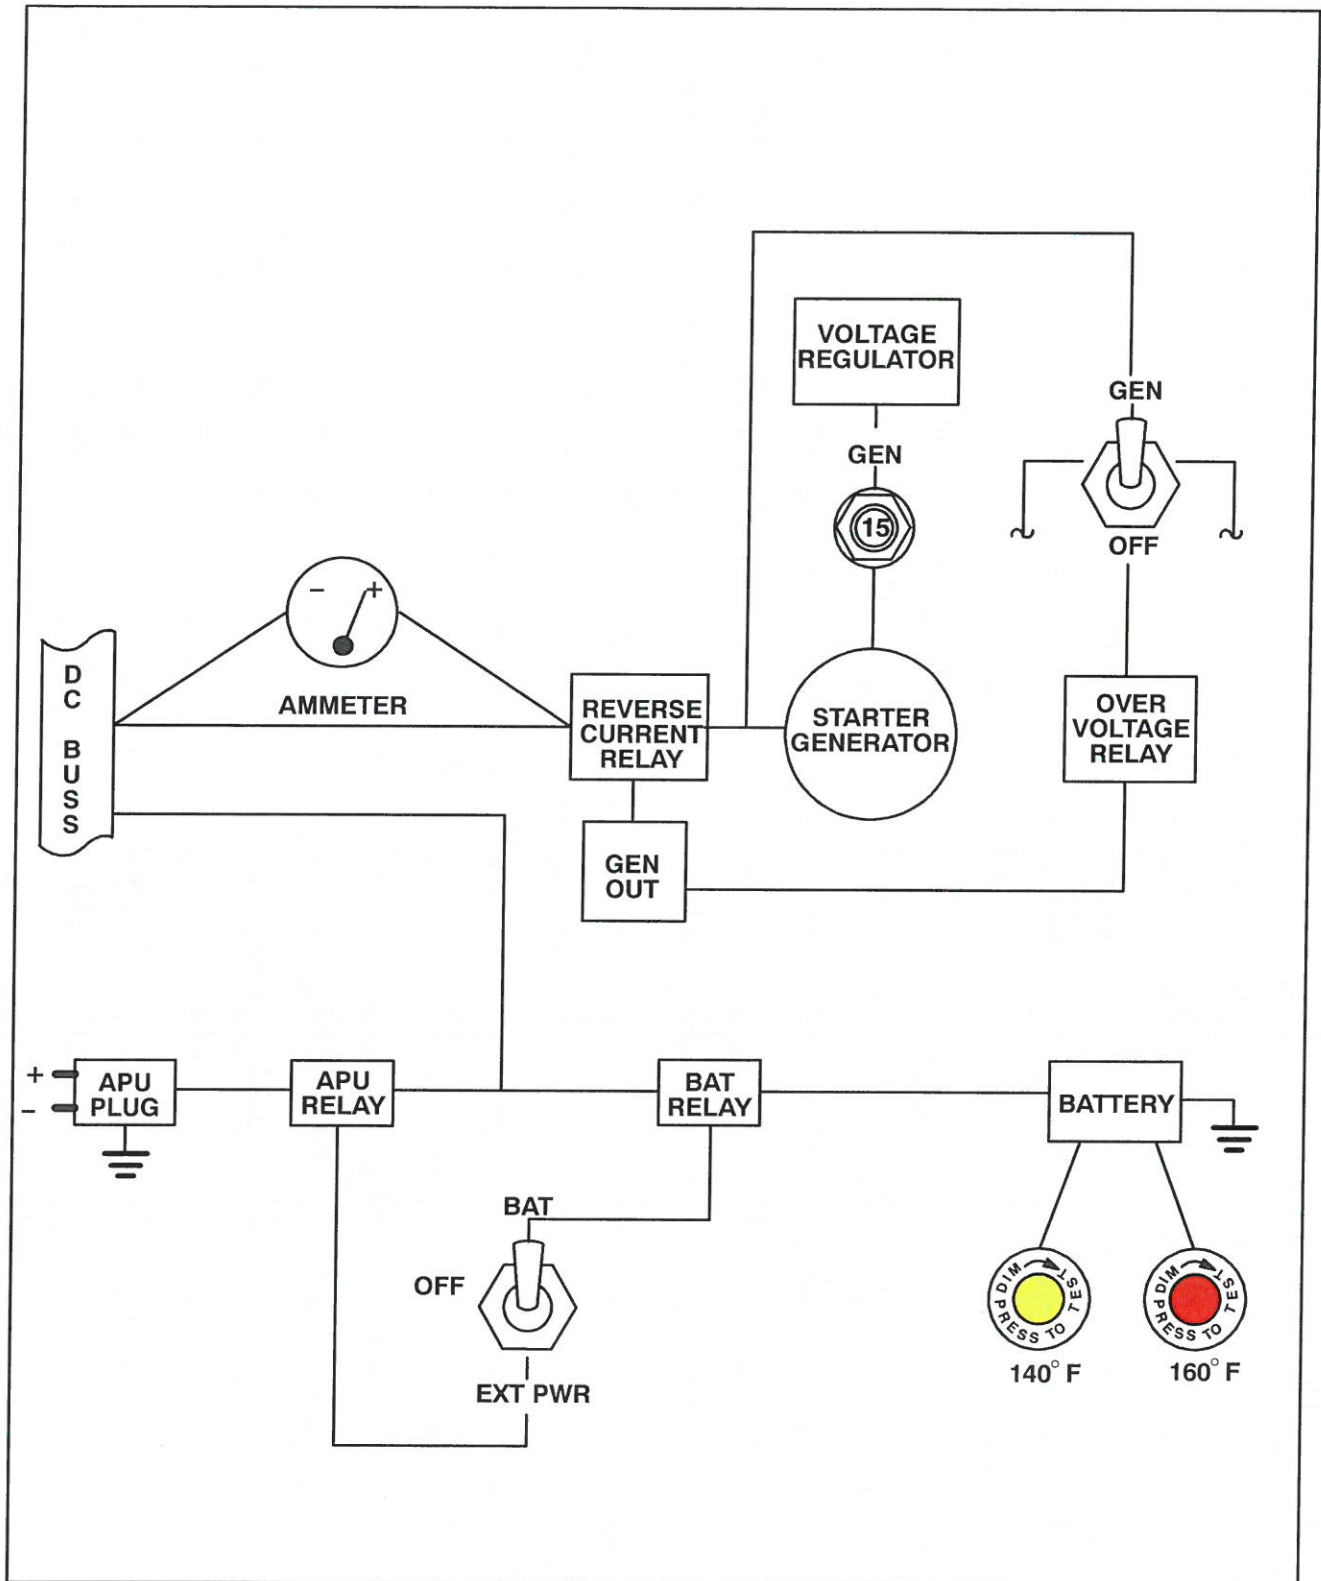 VOLTAGE
REGULATOR
GEN
GEN
15
OFF
– +
AMMETER
DC BUSS
REVERSE
CURRENT
RELAY
STARTER
GENERATOR
OVER
VOLTAGE
RELAY
GEN
OUT
+
–
APU
PLUG
APU
RELAY
BAT
RELAY
BATTERY
BAT
OFF
EXT PWR
DIM
PRESS TO TEST
140° F
DIM
PRESS TO TEST
160° F